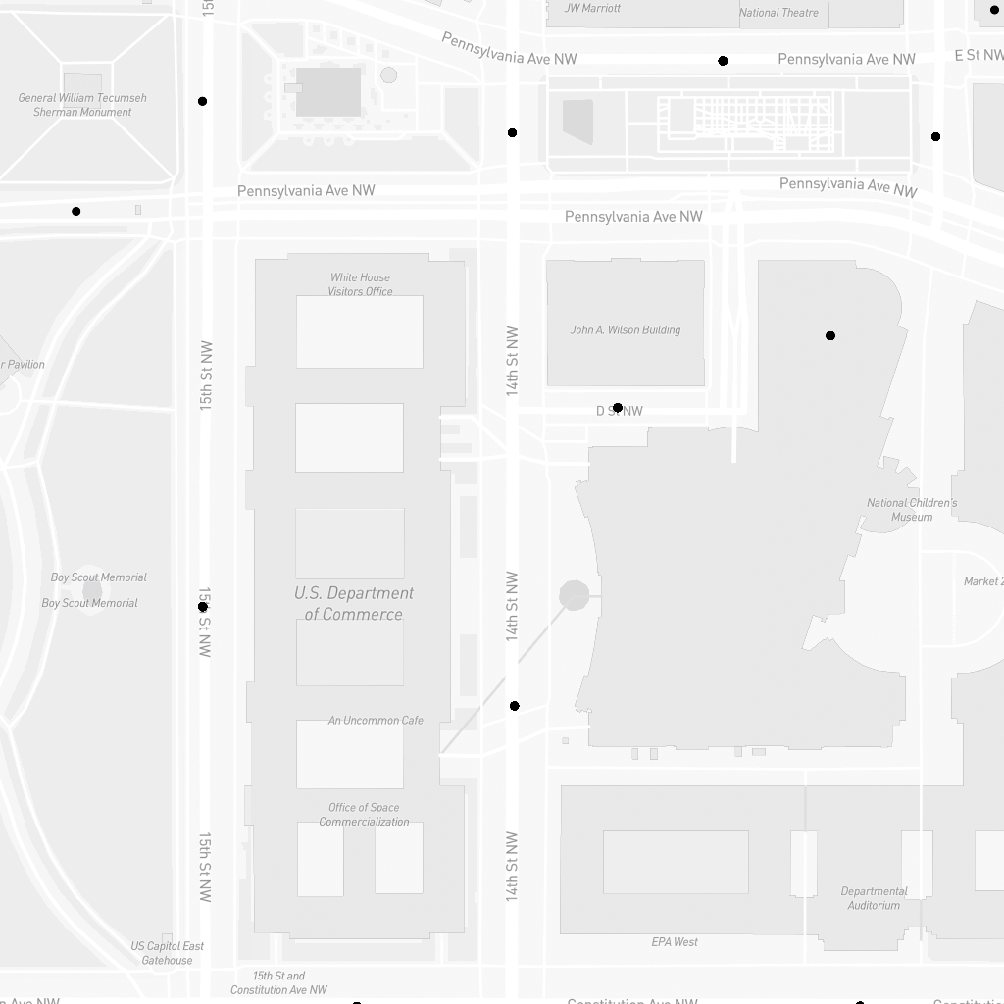 15th
JW Marriott
National Theatre
Pennsylvania Ave NW
Pennsylvania Ave NW
E St NW
General William Tecumseh
Sherman Monument
Pennsylvania Ave NW
Pennsylvania Ave NW
Pennsylvania Ave NW
White House
Visitors Office
John A. Wilson Building
r Pavilion
15th St NW
14th St NW
D St NW
National Children's
Museum
Boy Scout Memorial
Boy Scout Memorial
15th St NW
U.S. Department
of Commerce
14th St NW
Market
An Uncommon Cafe
Office of Space
Commercialization
15th St NW
14th St NW
Departmental
Auditorium
US Capitol East
Gatehouse
EPA West
15th St and
Constitution Ave NW
n Ave NW
Constitution Ave NW
Constitution